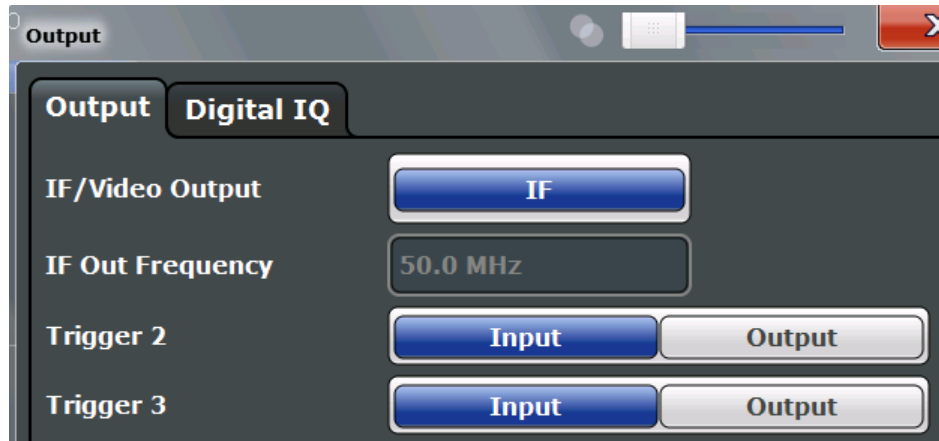 Output
Output Digital IQ
IF/Video Output IF
IF Out Frequency 50.0 MHz
Trigger 2 Input Output
Trigger 3 Input Output